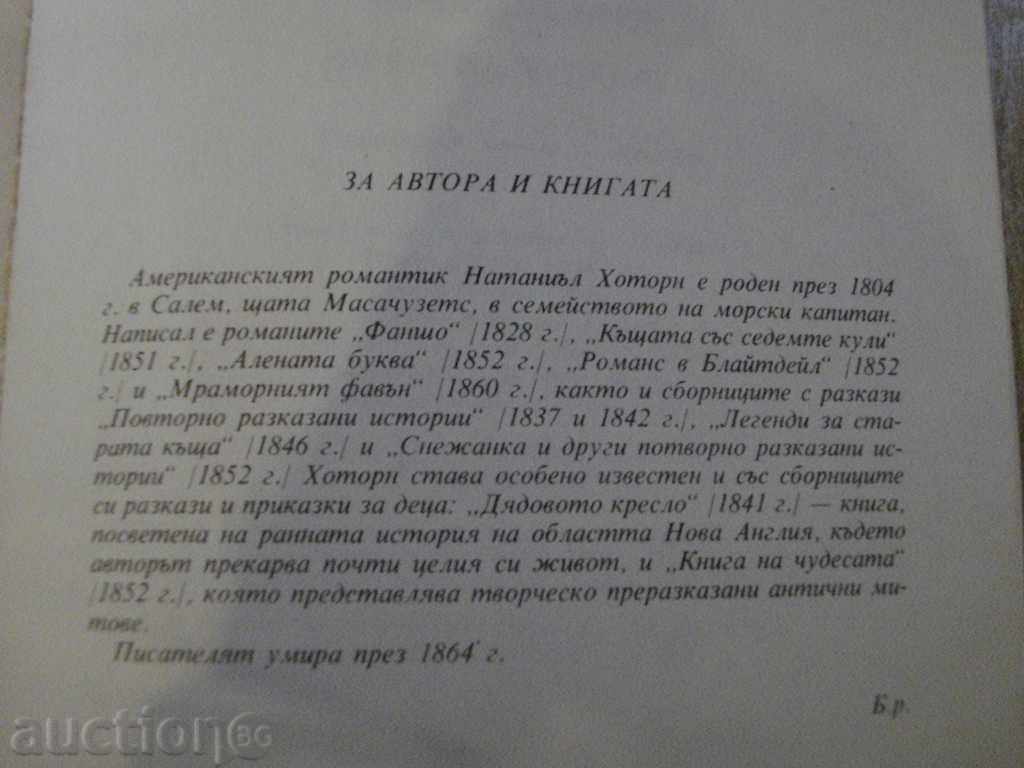 ЗА АВТОРА И КНИГАТА
Американският романтик Натаниъл Хоторн е роден през 1804
г. в Салем, щата Масачузетс, в семейството на морски капитан.
Написал е романите „Фаншо“ /1828 г./, „Къщата със седемте кули“
/1851 г./, „Алената буква“ /1852 г./, „Романс в Блайтдейл“ /1852
г./ и „Мраморният фавън“ /1860 г./, както и сборниците с разкази
„Повторно разказани истории“ /1837 и 1842 г./, „Легенди за ста-
рата къща“ /1846 г./ и „Снежанка и други потворно разказани ис-
тории“ /1852 г./ Хоторн става особено известен и със сборниците
си разкази и приказки за деца: „Дядовото кресло“ /1841 г./ — книга,
посветена на ранната история на областта Нова Англия, където
авторът прекарва почти целия си живот, и „Книга на чудесата“
/1852 г./, която представлява творческо преразказани антични ми-
тове.
Писателят умира през 1864 г.
Б.р.
auction BG